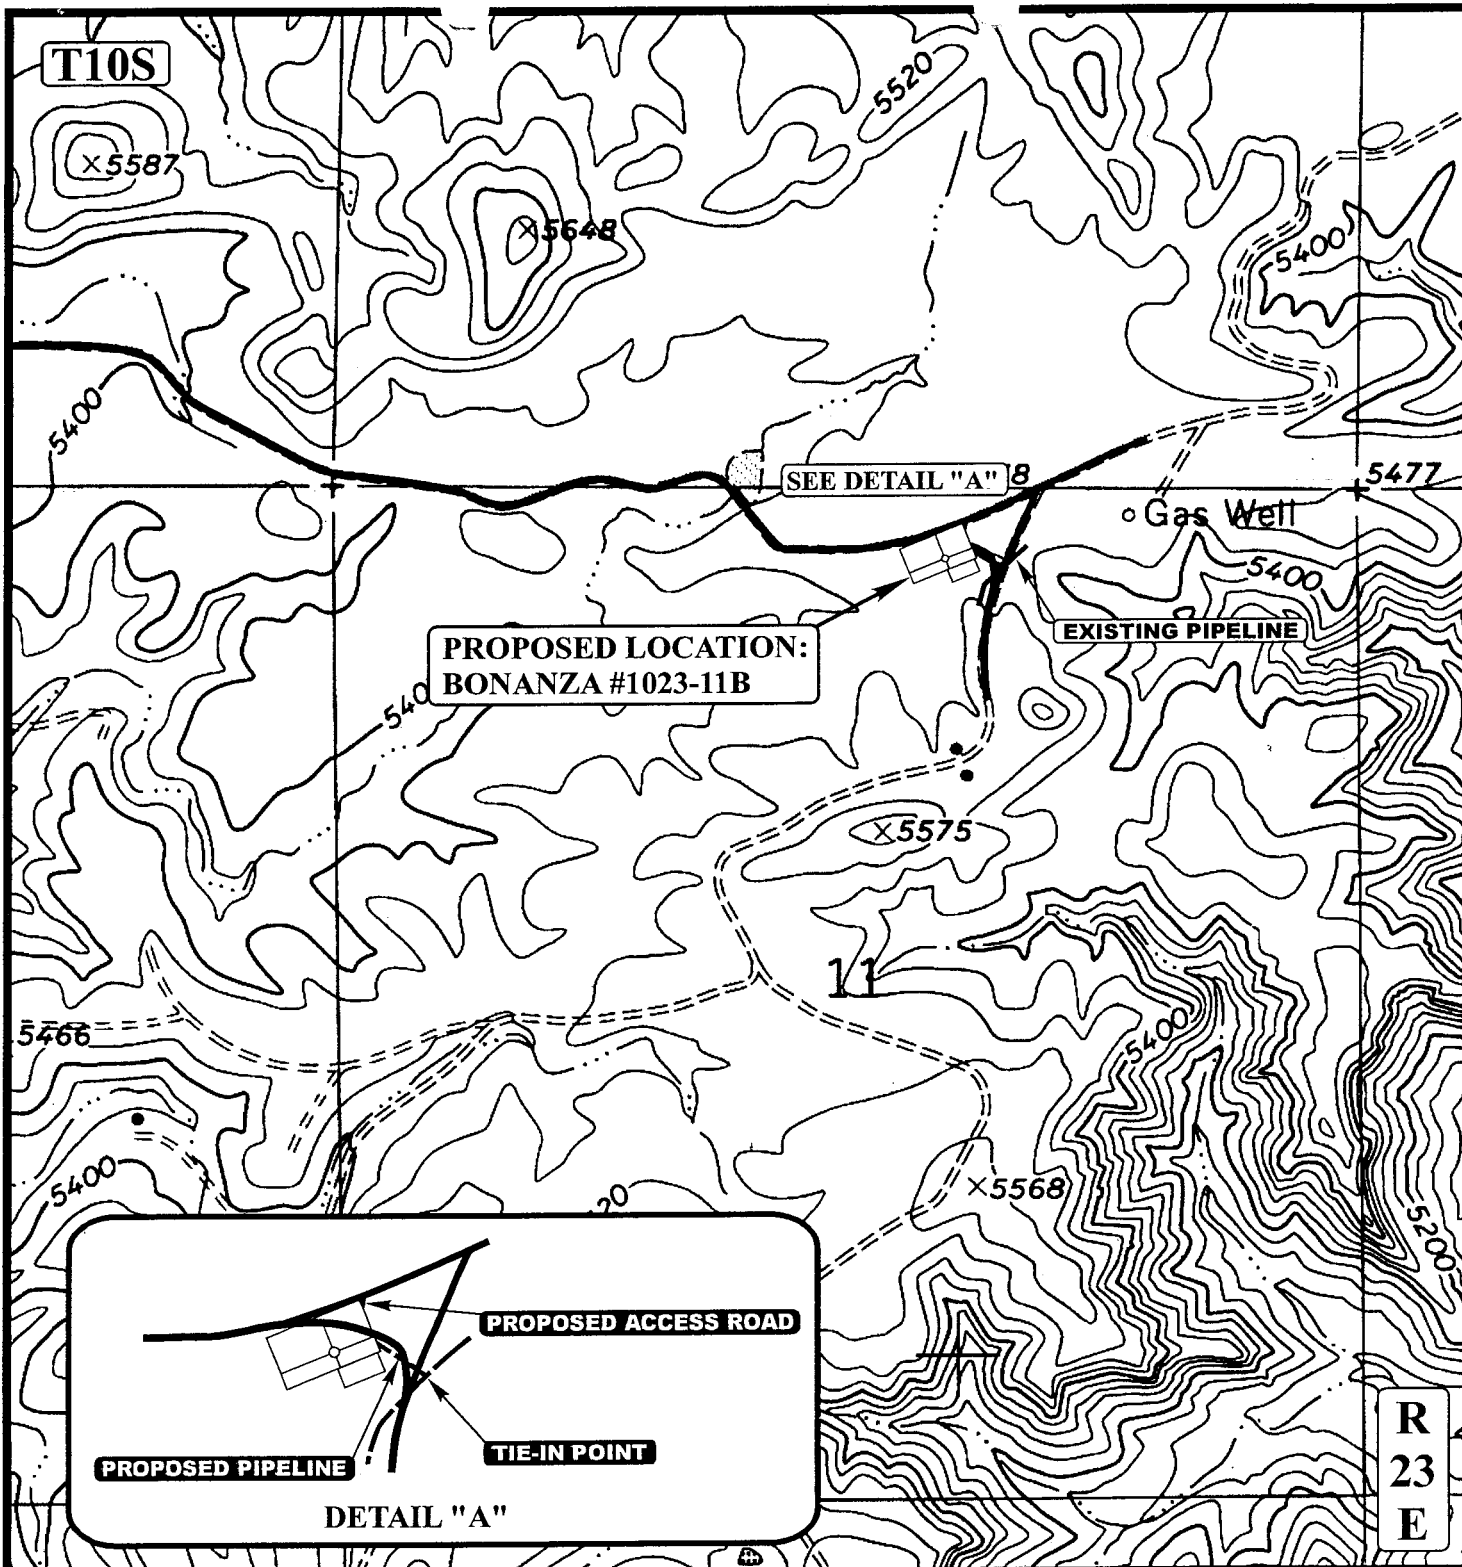 T10S
5520
5587
5648
5400
5400
SEE DETAIL "A"
8
5477
Gas Well
5400
PROPOSED LOCATION:
BONANZA #1023-11B
EXISTING PIPELINE
540
5575
11
5466
5400
5400
5568
20
5200
PROPOSED ACCESS ROAD
TIE-IN POINT
PROPOSED PIPELINE
DETAIL "A"
R
23
E